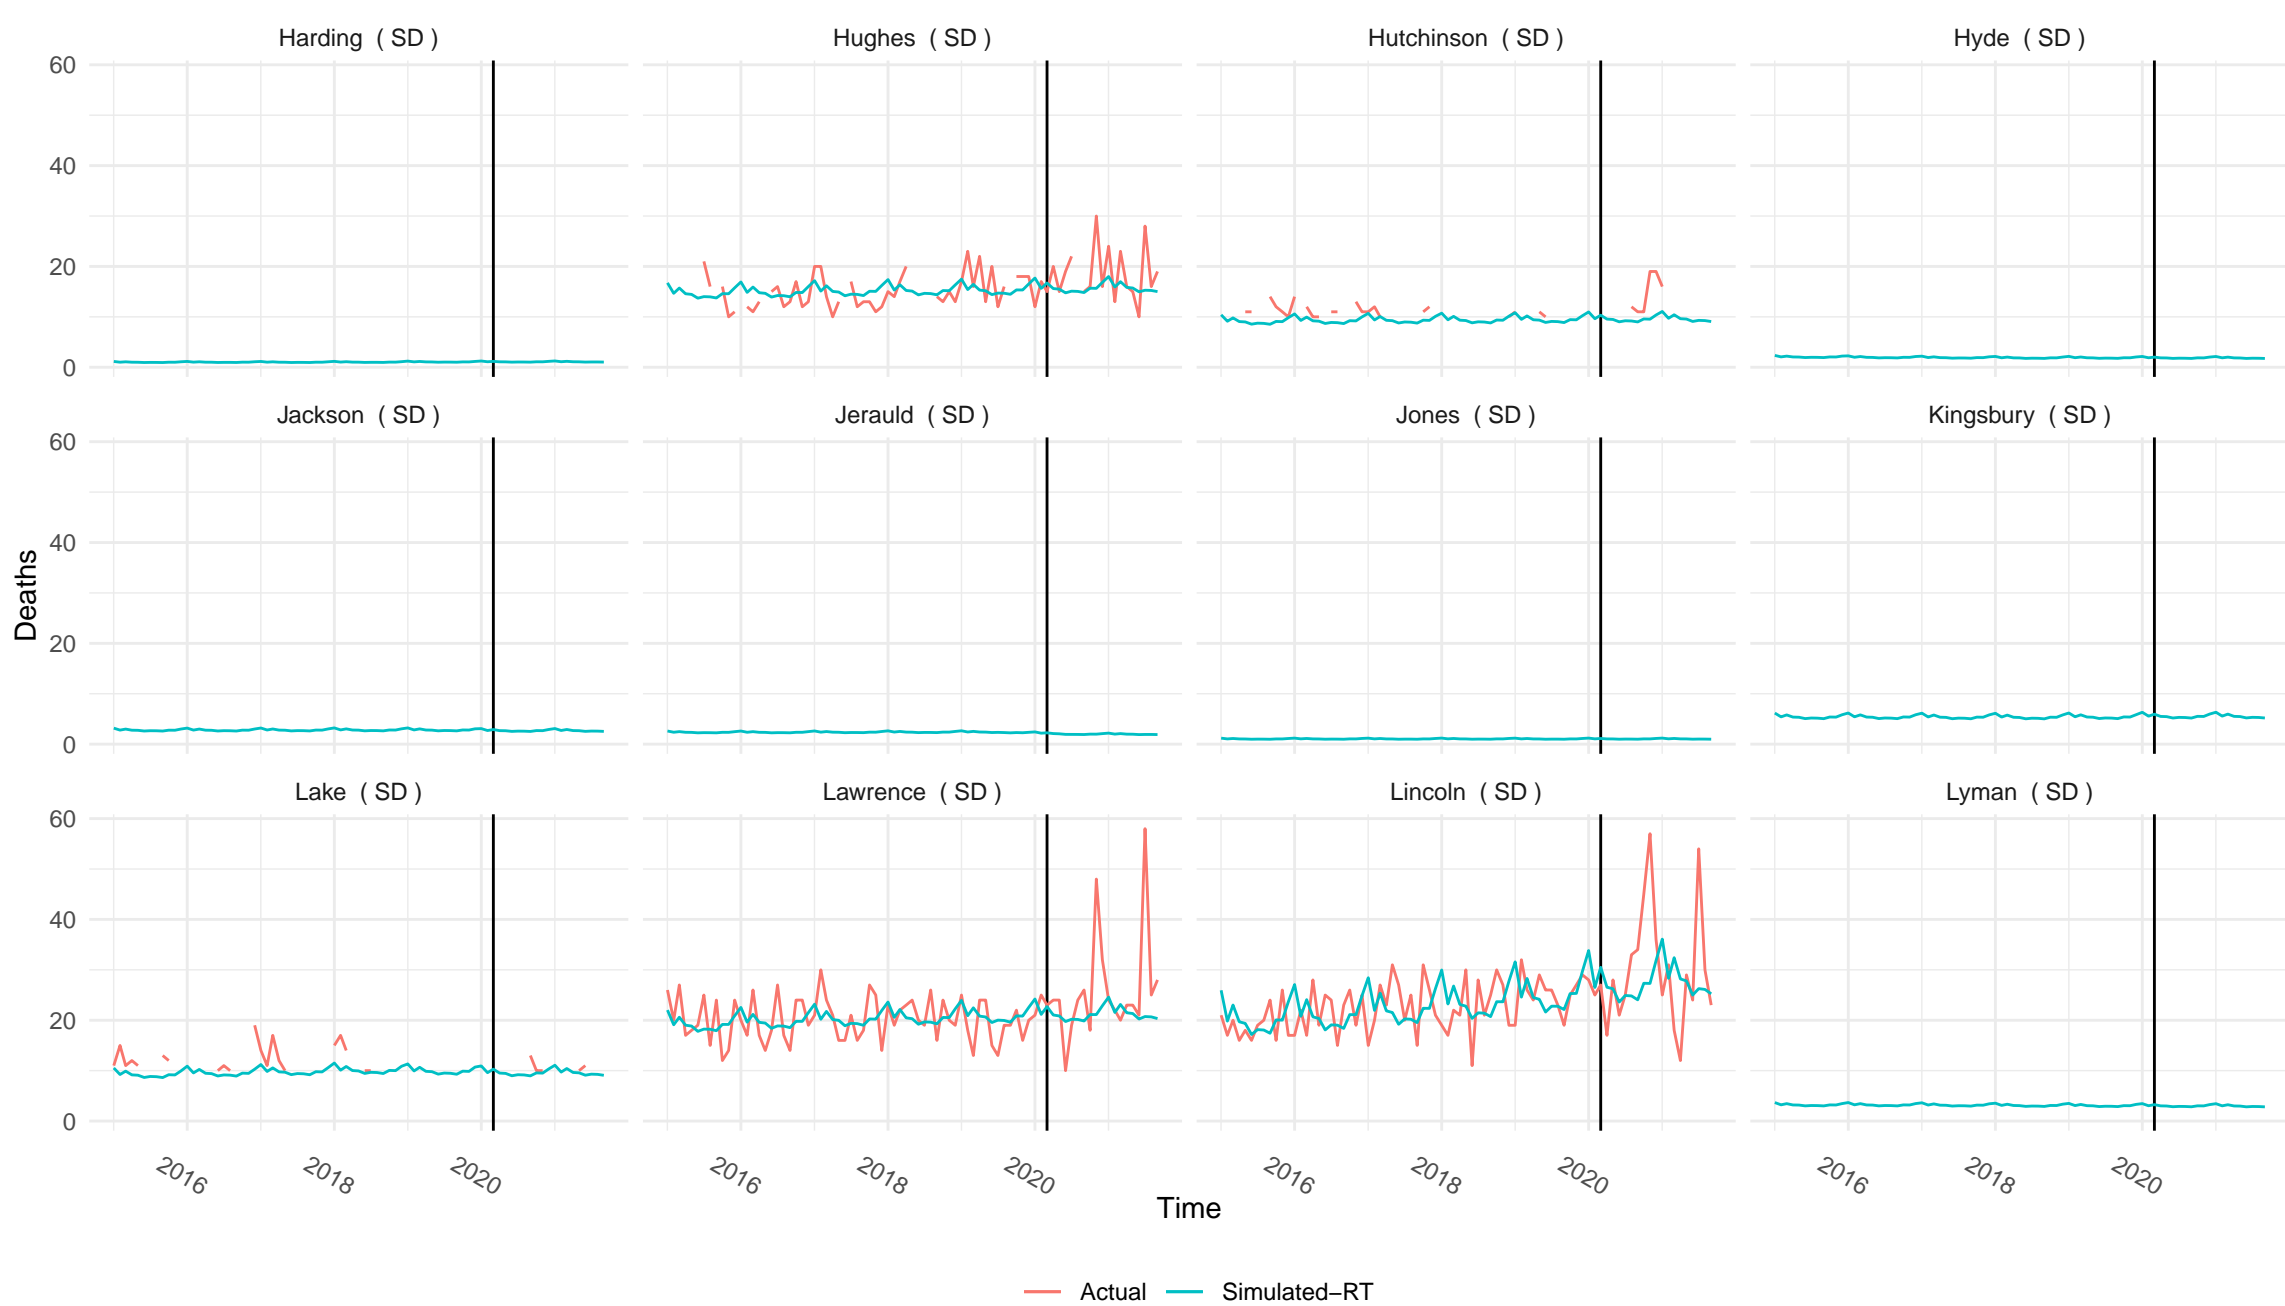 Harding ( SD ) Hughes ( SD ) Hutchinson ( SD ) Hyde ( SD )
60
40
20
0
Jackson ( SD ) Jerauld ( SD ) Jones ( SD ) Kingsbury ( SD )
60
40
20
0
Deaths
Lake ( SD ) Lawrence ( SD ) Lincoln ( SD ) Lyman ( SD )
60
40
20
0
2016 2018 2020 2016 2018 2020 2016 2018 2020 2016 2018 2020
Time
Actual Simulated−RT